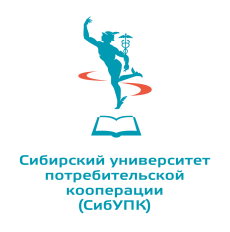 Сибирский университет
потребительской
кооперации
(СибУПК)